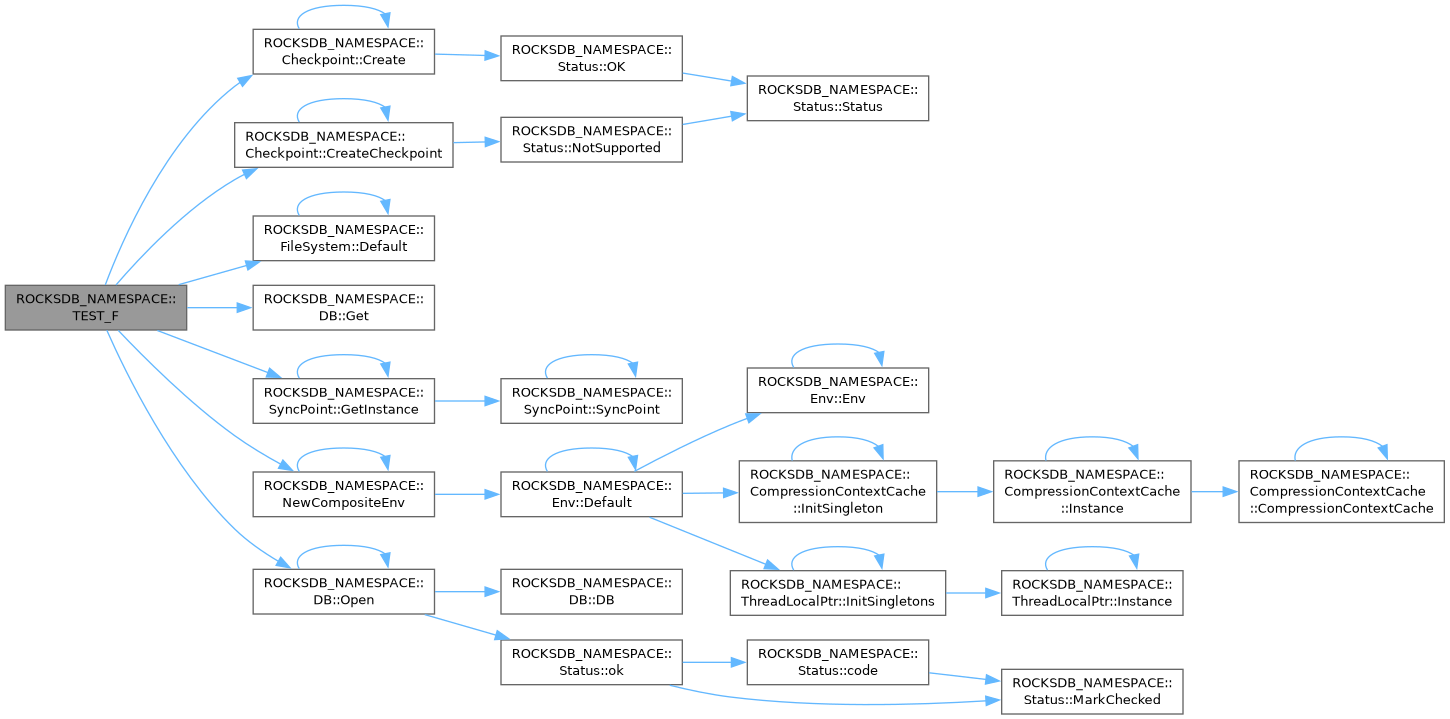 ROCKSDB_NAMESPACE::
TEST_F
ROCKSDB_NAMESPACE::
Checkpoint::Create
ROCKSDB_NAMESPACE::
Status::OK
ROCKSDB_NAMESPACE::
Status::Status
ROCKSDB_NAMESPACE::
Checkpoint::CreateCheckpoint
ROCKSDB_NAMESPACE::
Status::NotSupported
ROCKSDB_NAMESPACE::
FileSystem::Default
ROCKSDB_NAMESPACE::
DB::Get
ROCKSDB_NAMESPACE::
SyncPoint::GetInstance
ROCKSDB_NAMESPACE::
SyncPoint::SyncPoint
ROCKSDB_NAMESPACE::
NewCompositeEnv
ROCKSDB_NAMESPACE::
Env::Default
ROCKSDB_NAMESPACE::
Env::Env
ROCKSDB_NAMESPACE::
CompressionContextCache
::InitSingleton
ROCKSDB_NAMESPACE::
CompressionContextCache
::Instance
ROCKSDB_NAMESPACE::
CompressionContextCache
::CompressionContextCache
ROCKSDB_NAMESPACE::
ThreadLocalPtr::InitSingletons
ROCKSDB_NAMESPACE::
ThreadLocalPtr::Instance
ROCKSDB_NAMESPACE::
DB::Open
ROCKSDB_NAMESPACE::
DB::DB
ROCKSDB_NAMESPACE::
Status::ok
ROCKSDB_NAMESPACE::
Status::code
ROCKSDB_NAMESPACE::
Status::MarkChecked